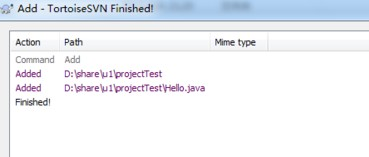 Add - TortoiseSVN Finished!
Action Path Mime type
Command Add
Added D:\share\u1\projectTest
Added D:\share\u1\projectTest\Hello.java
Finished!